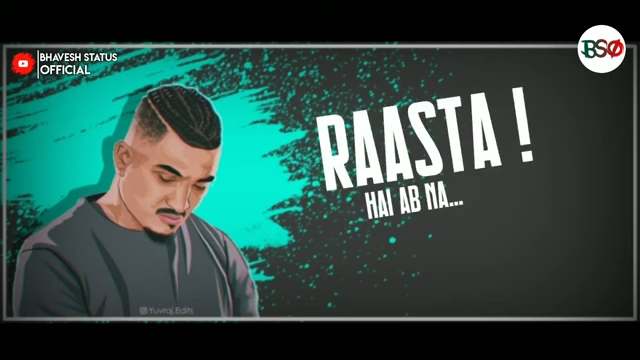 BHAVESH STATUS
OFFICIAL
BSO
RAASTA !
HAI AB NA...
Yuvraj_Edits